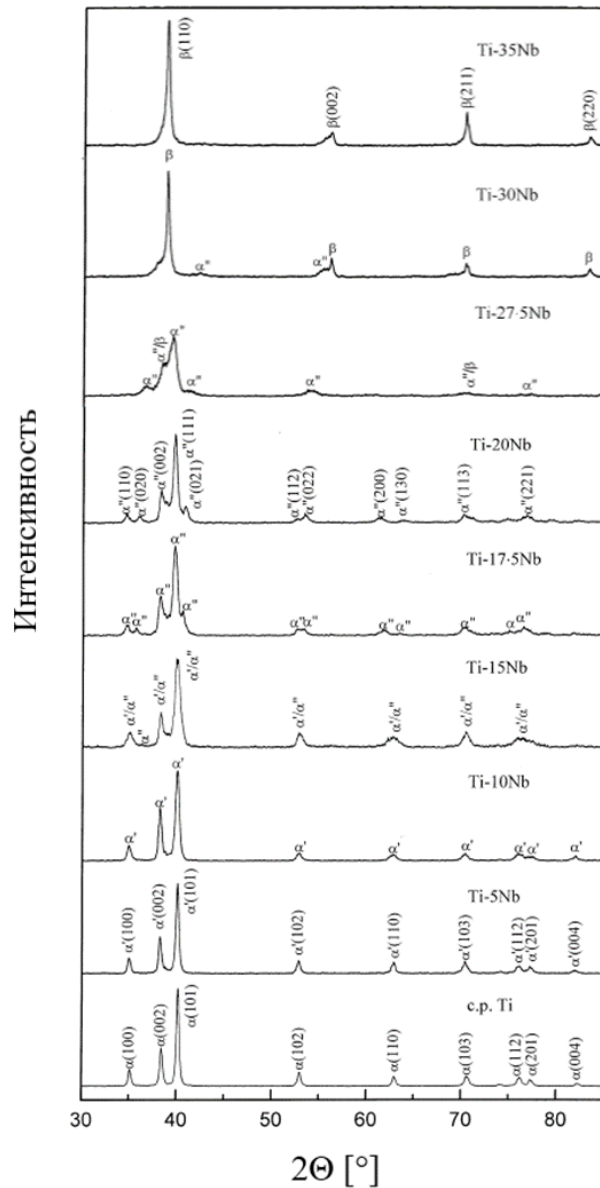 β(110)
Ti-35Nb
β(002)
β(211)
β(220)
β
Ti-30Nb
α"
α"
β
β
β
Ti-27·5Nb
α"
α"/β
α"
α"
α"
α"/β
α"
Ti-20Nb
α"(110)
α"(020)
α"(002)
α"(111)
α"(021)
α"(112)
α"(022)
α"(200)
α"(130)
α"(113)
α"(221)
Ti-17·5Nb
α"
α"
α"
α"
α"
α"
α"
α"
α"
α"
α"
α"
Ti-15Nb
α'/α"
α"
α'/α"
α'/α"
α'/α"
α'/α"
α'/α"
α'/α"
Ti-10Nb
α'
α'
α'
α'
α'
α'
α'
α'
α'
Ti-5Nb
α'(100)
α'(002)
α'(101)
α'(102)
α'(110)
α'(103)
α'(112)
α'(201)
α'(004)
c.p. Ti
α(100)
α(002)
α(101)
α(102)
α(110)
α(103)
α(112)
α(201)
α(004)
30 40 50 60 70 80
2Θ [°]
Интенсивность